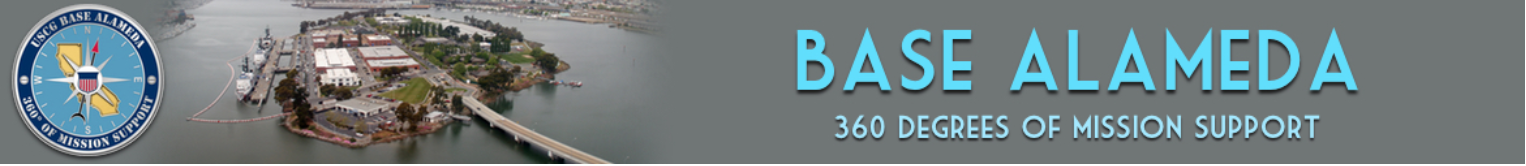 USCG BASE ALAMEDA
N
W
E
S
360° OF MISSION SUPPORT
BASE ALAMEDA
360 DEGREES OF MISSION SUPPORT